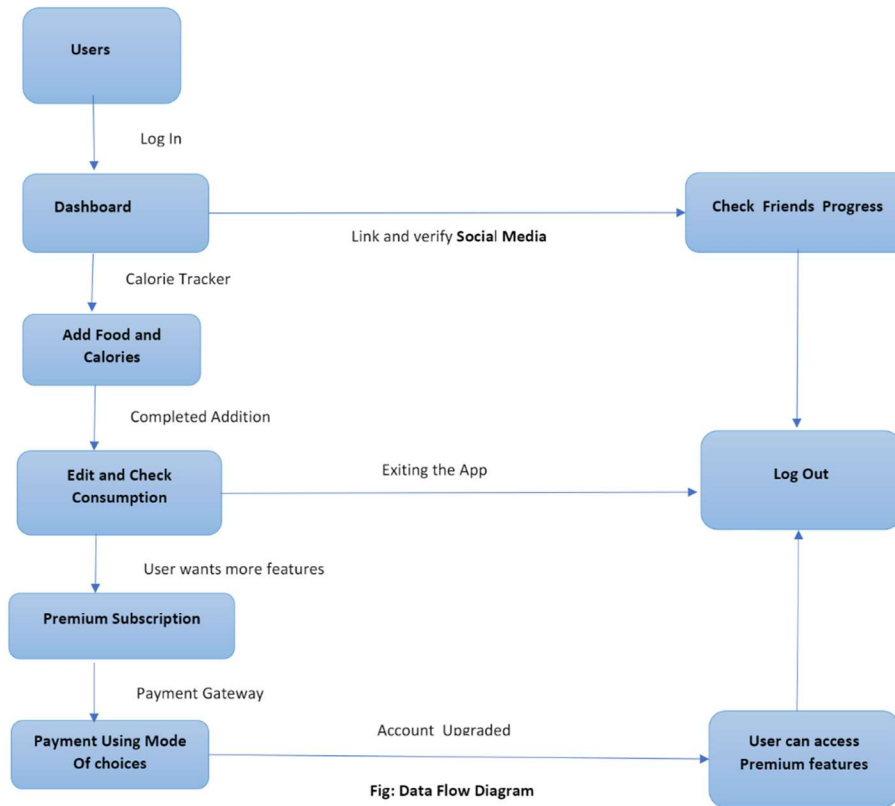 Users
Log In
Dashboard
Check Friends Progress
Link and verify Social Media
Calorie Tracker
Add Food and
Calories
Completed Addition
Edit and Check
Consumption
Exiting the App
Log Out
User wants more features
Premium Subscription
Payment Gateway
Payment Using Mode
Of choices
Account Upgraded
User can access
Premium features
Fig: Data Flow Diagram